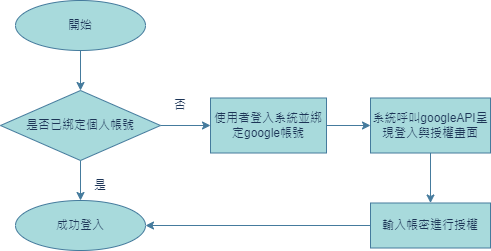 開始
是否已綁定個人帳號
否
使用者登入系統並綁
定google帳號
系統呼叫googleAPI呈
現登入與授權畫面
是
成功登入
輸入帳密進行授權